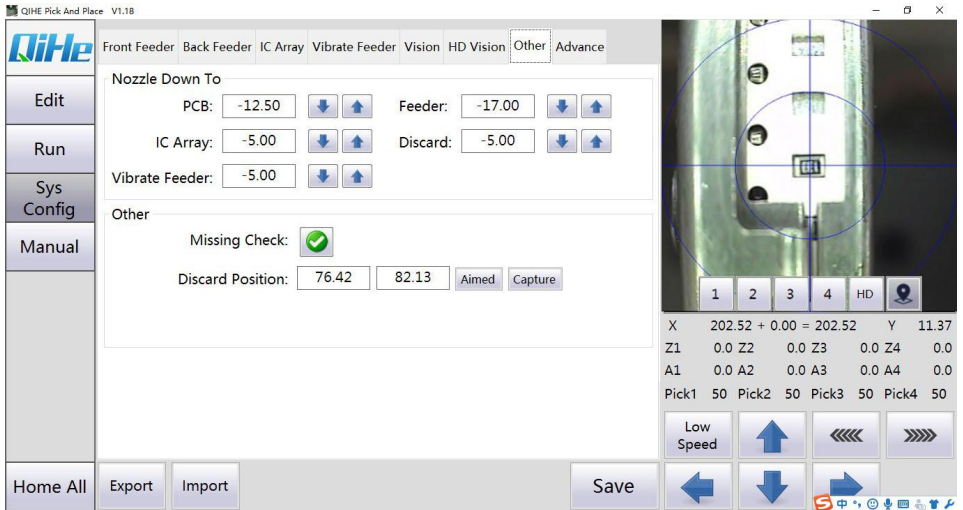 QIHE Pick And Place V1.18
QiHe
Front Feeder Back Feeder IC Array Vibrate Feeder Vision HD Vision Other Advance
Edit
Run
Sys
Config
Manual
Home All
Nozzle Down To
PCB: -12.50 Feeder: -17.00
IC Array: -5.00 Discard: -5.00
Vibrate Feeder: -5.00
Other
Missing Check:
Discard Position: 76.42 82.13 Aimed Capture
Export Import Save
1 2 3 4 HD
X 202.52 + 0.00 = 202.52 Y 11.37
Z1 0.0 Z2 0.0 Z3 0.0 Z4 0.0
A1 0.0 A2 0.0 A3 0.0 A4 0.0
Pick1 50 Pick2 50 Pick3 50 Pick4 50
Low
Speed
S中